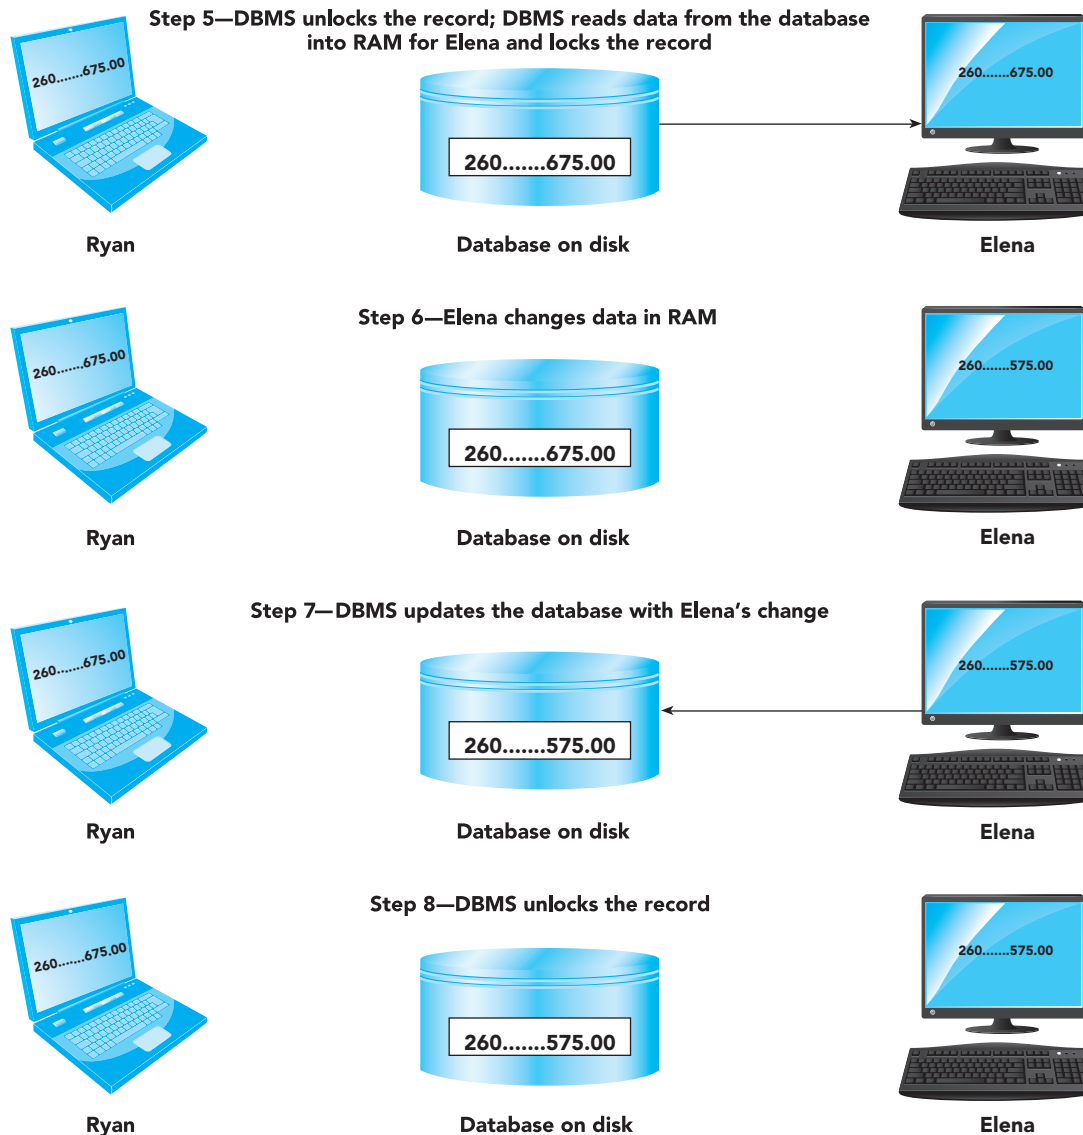 Step 5—DBMS unlocks the record; DBMS reads data from the database
into RAM for Elena and locks the record
260.......675.00
260.......675.00
260.......675.00
Ryan
Database on disk
Elena
Step 6—Elena changes data in RAM
260.......675.00
260.......675.00
260.......575.00
Ryan
Database on disk
Elena
Step 7—DBMS updates the database with Elena’s change
260.......675.00
260.......575.00
260.......575.00
Ryan
Database on disk
Elena
Step 8—DBMS unlocks the record
260.......675.00
260.......575.00
260.......575.00
Ryan
Database on disk
Elena